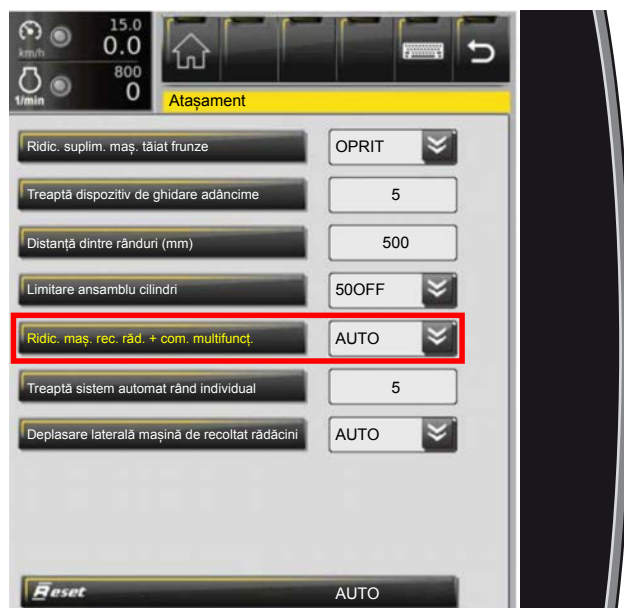 15.0
km/h
0.0
800
1/min
0
Atașament
Ridic. suplim. maș. tăiat frunze OPRIT
Treaptă dispozitiv de ghidare adâncime 5
Distanță dintre rânduri (mm) 500
Limitare ansamblu cilindri 50OFF
Ridic. maș. rec. răd. + com. multifuncț. AUTO
Treaptă sistem automat rând individual 5
Deplasare laterală mașină de recoltat rădăcini AUTO
Reset AUTO